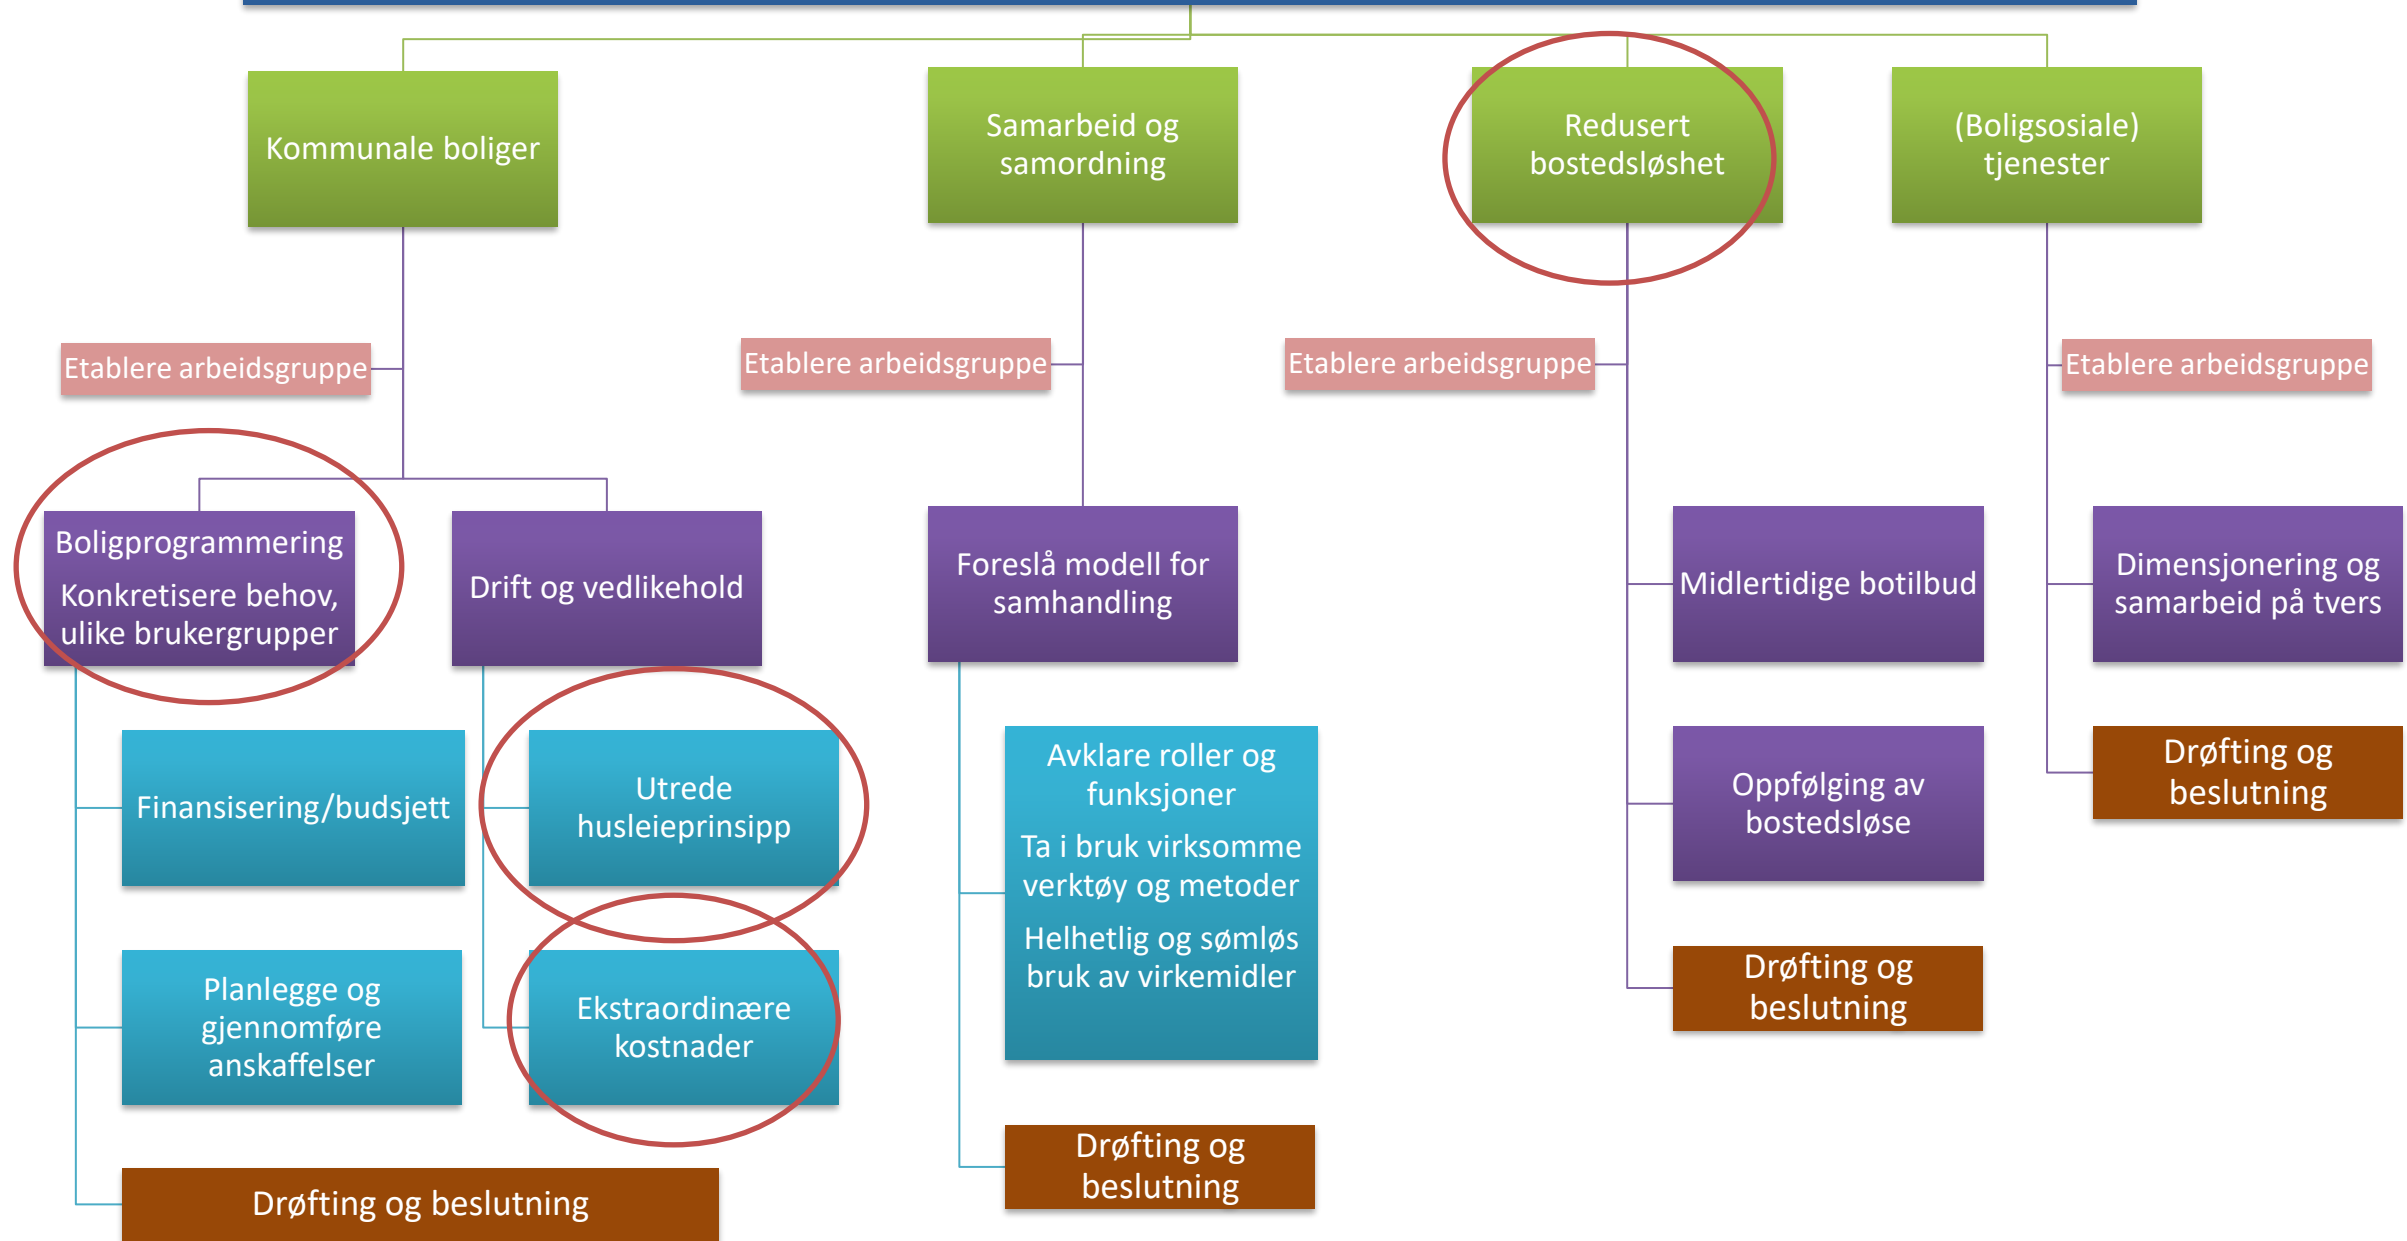 Kommunale boliger
Samarbeid og
samordning
Redusert
bostedsløshet
(Boligsosiale)
tjenester
Etablere arbeidsgruppe
Etablere arbeidsgruppe
Etablere arbeidsgruppe
Etablere arbeidsgruppe
Boligprogrammering
Konkretisere behov,
ulike brukergrupper
Drift og vedlikehold
Foreslå modell for
samhandling
Midlertidige botilbud
Dimensjonering og
samarbeid på tvers
Finansisering/budsjett
Utrede
husleieprinsipp
Avklare roller og
funksjoner
Ta i bruk virksomme
verktøy og metoder
Helhetlig og sømløs
bruk av virkemidler
Oppfølging av
bostedsløse
Drøfting og
beslutning
Planlegge og
gjennomføre
anskaffelser
Ekstraordinære
kostnader
Drøfting og
beslutning
Drøfting og beslutning
Drøfting og
beslutning